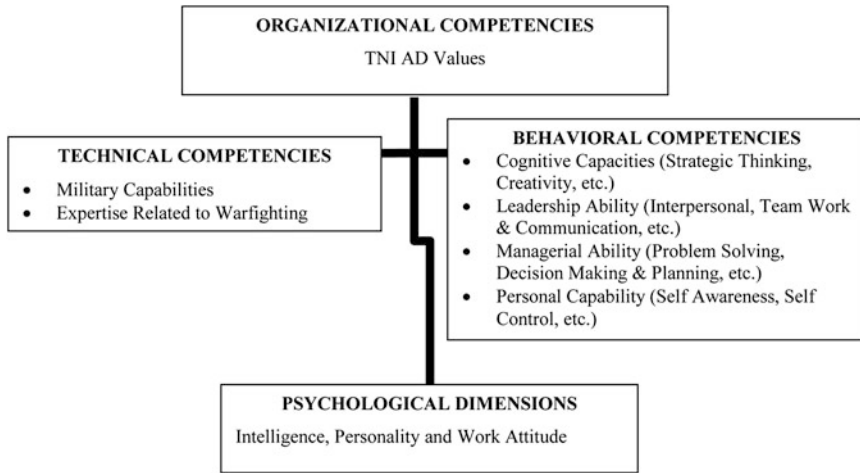 ORGANIZATIONAL COMPETENCIES
TNI AD Values
TECHNICAL COMPETENCIES
• Military Capabilities
• Expertise Related to Warfighting
BEHAVIORAL COMPETENCIES
• Cognitive Capacities (Strategic Thinking,
Creativity, etc.)
• Leadership Ability (Interpersonal, Team Work
& Communication, etc.)
• Managerial Ability (Problem Solving,
Decision Making & Planning, etc.)
• Personal Capability (Self Awareness, Self
Control, etc.)
PSYCHOLOGICAL DIMENSIONS
Intelligence, Personality and Work Attitude